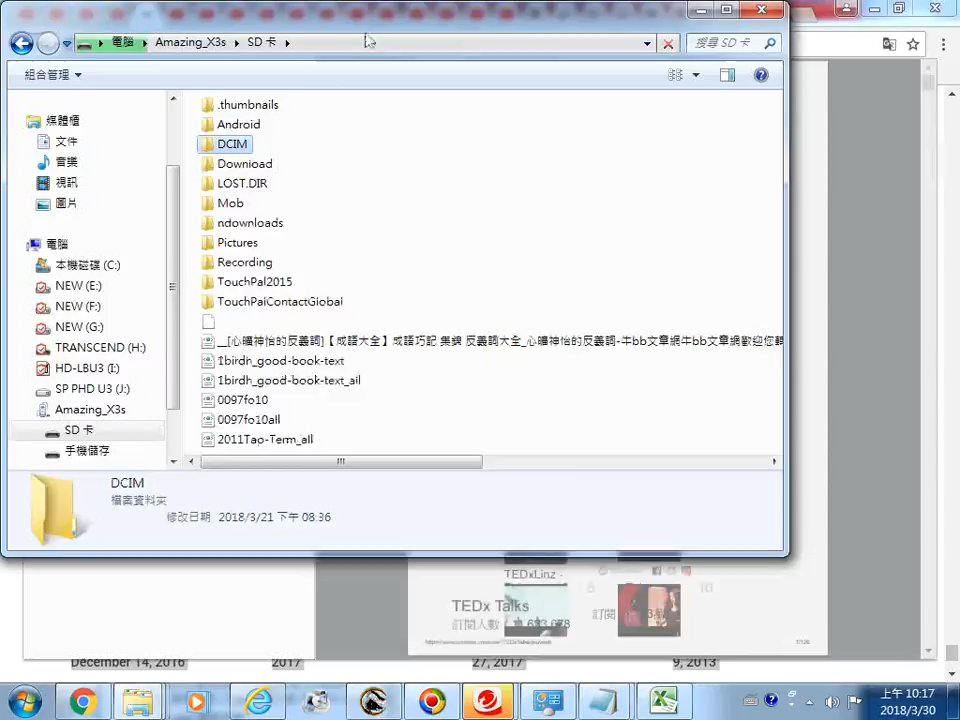 電腦 Amazing_X3s SD 卡
搜尋 SD 卡
組合管理
媒體櫃
文件
音樂
視訊
圖片
電腦
本機磁碟 (C:)
NEW (E:)
NEW (F:)
NEW (G:)
TRANSCEND (H:)
HD-LBU3 (I:)
SP PHD U3 (J:)
Amazing_X3s
SD 卡
手機儲存
.thumbnails
Android
DCIM
Download
LOST.DIR
Mob
ndownloads
Pictures
Recording
TouchPal2015
TouchPalContactGlobal
__[心曠神怡的反義詞]【成語大全】成語巧記 集錦 反義詞大全_心曠神怡的反義詞-牛bb文章網牛bb文章網歡迎您
1birdh_good-book-text
1birdh_good-book-text_all
0097fo10
0097fo10all
2011Tao-Term_all
DCIM
檔案資料夾
修改日期 2018/3/21 下午 08:36
TEDxLinz -
TEDx Talks
訂閱人數
訂閱
December 14, 2016
2017
27, 2017
9, 2013
上午 10:17
2018/3/30